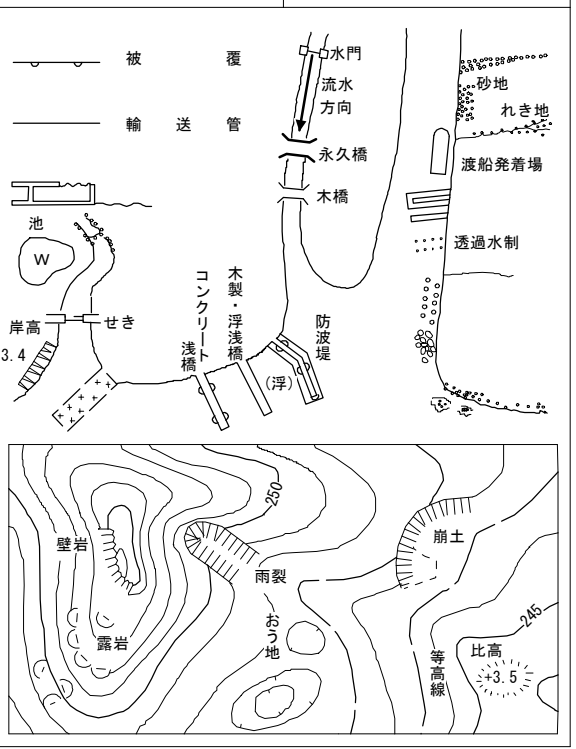 被覆
輸送管
水門
流水
方向
永久橋
木橋
砂地
れき地
渡船発着場
透過水制
池
W
せき
岸高
3.4
コンクリート
浅橋
木製・浮浅橋
(浮)
防波堤
250
壁岩
露岩
雨裂
おう地
崩土
等高線
245
比高
+3.5